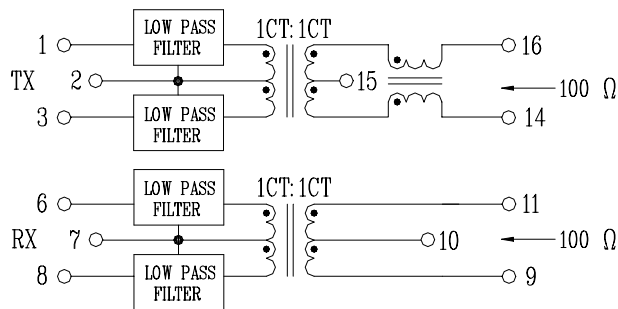 LOW PASS
FILTER
1CT: 1CT
1
16
TX
2
15
100 Ω
3
14
LOW PASS
FILTER
LOW PASS
FILTER
1CT: 1CT
6
11
RX
7
10
100 Ω
8
9
LOW PASS
FILTER